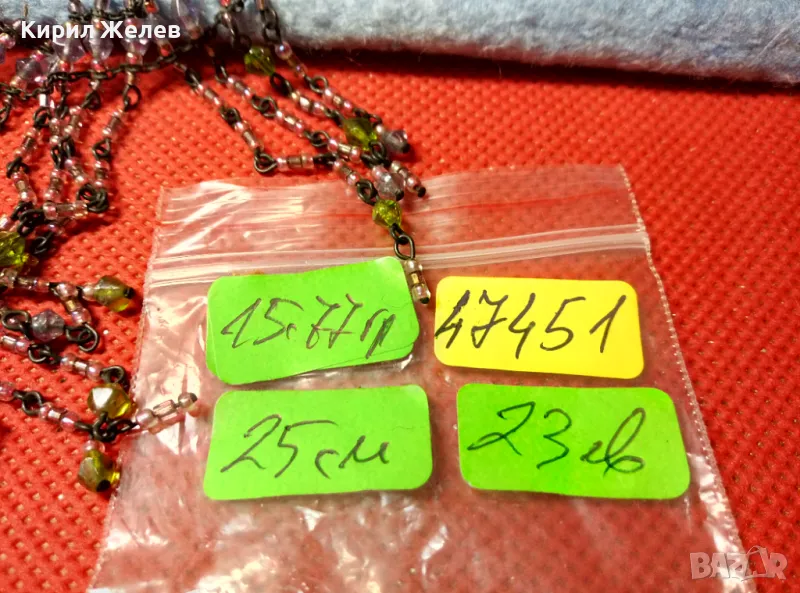 Кирил Желев
15.77гр
47451
25см
23лв
BAZAR